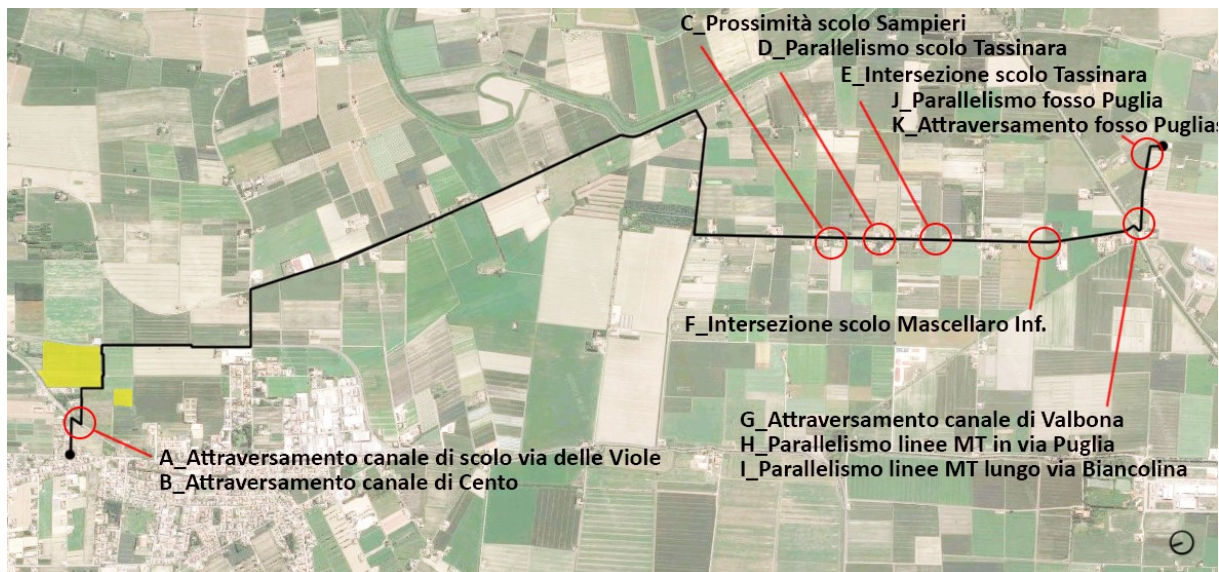 C_Prossimità scolo Sampieri
D_Parallelismo scolo Tassinara
E_Intersezione scolo Tassinara
J_Parallelismo fosso Puglia
K_Attraversamento fosso Puglias
F_Intersezione scolo Mascellaro Inf.
G_Attraversamento canale di Valbona
H_Parallelismo linee MT in via Puglia
I_Parallelismo linee MT lungo via Biancolina
A_Attraversamento canale di scolo via delle Viole
B_Attraversamento canale di Cento